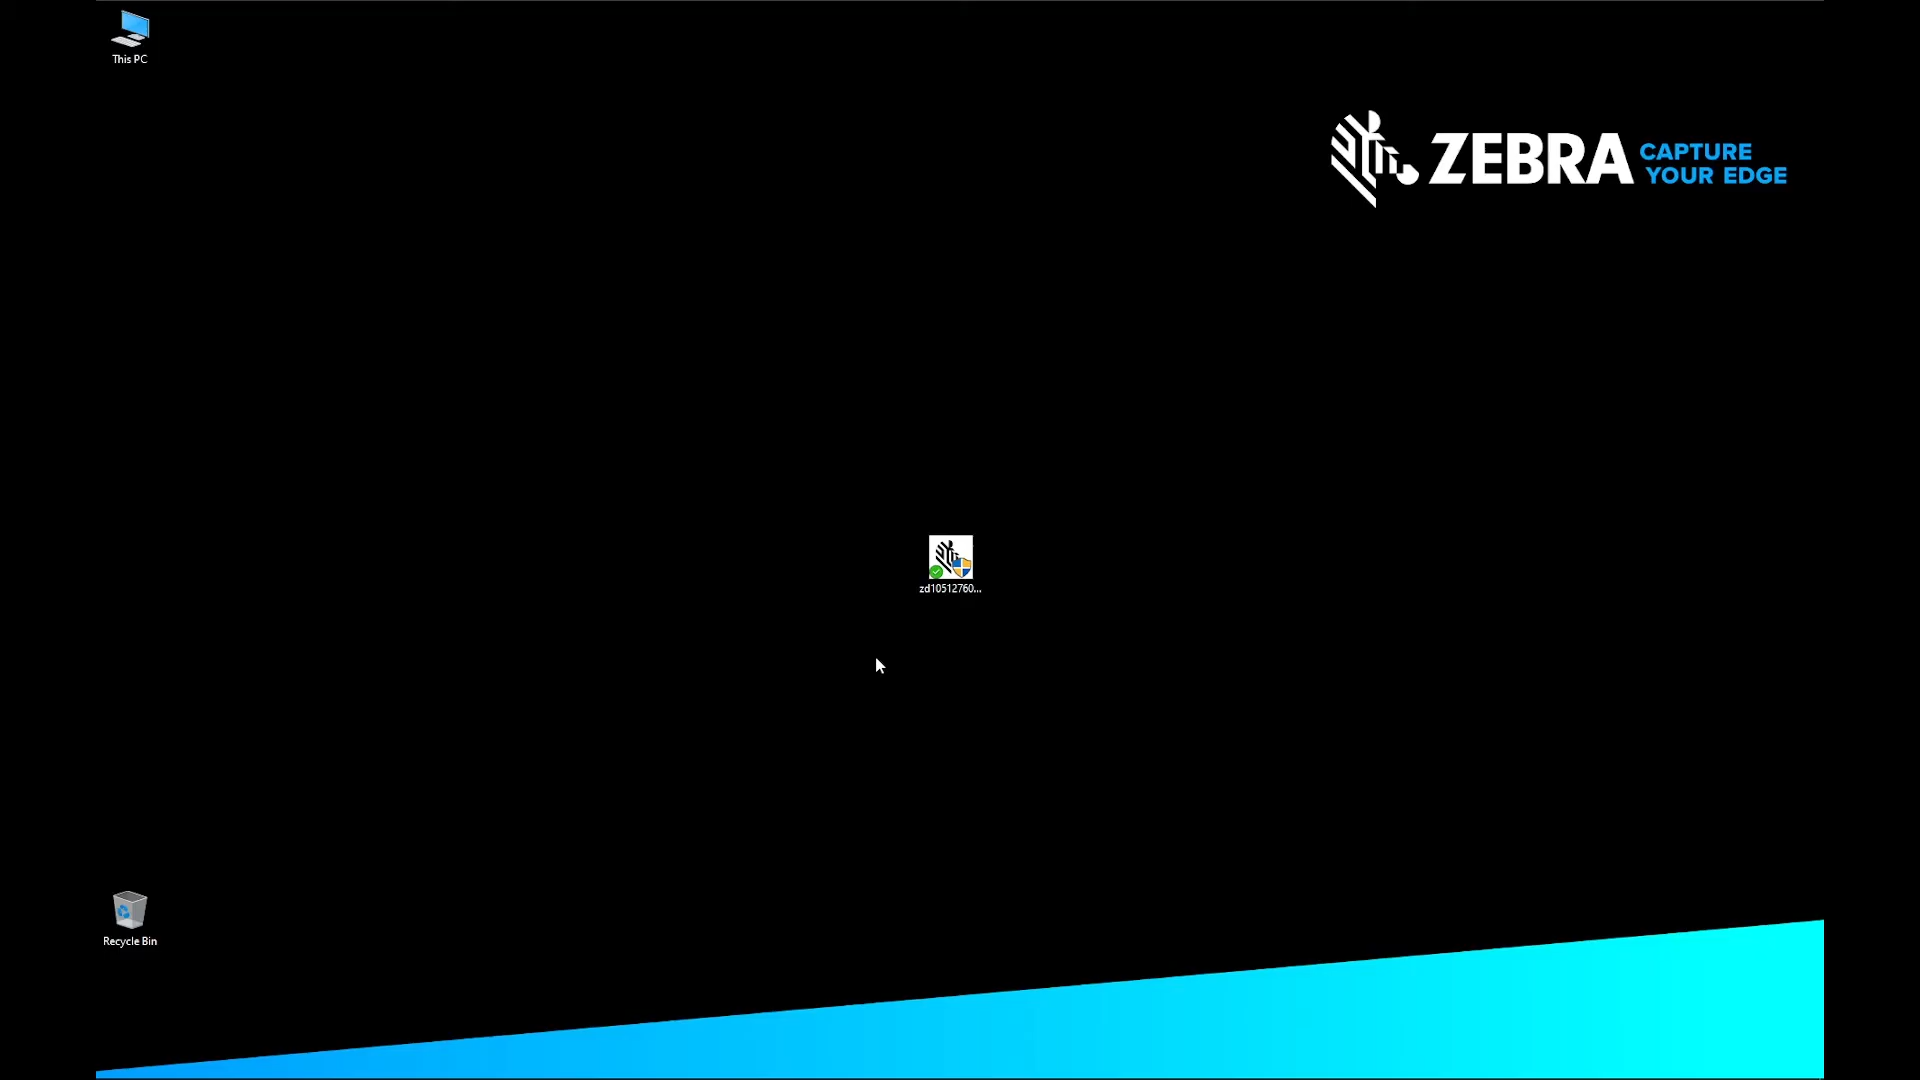 This PC
ZEBRA
CAPTURE
YOUR EDGE
zd10512760...
Recycle Bin